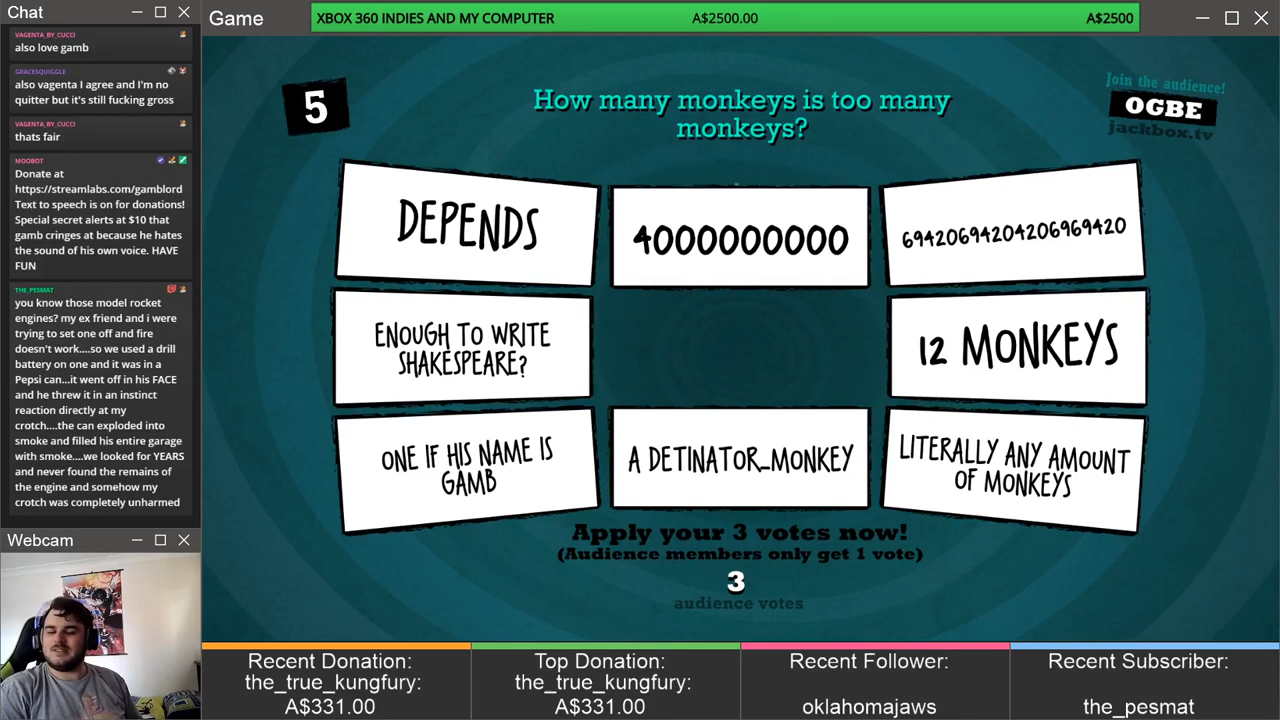 Chat
VAGENTA_BY_CUCCI
also love gamb
GRACESQUIGGLE
also vagenta I agree and I'm no
quitter but it's still fucking gross
VAGENTA_BY_CUCCI
thats fair
MOOBOT
Donate at
https://streamlabs.com/gamblord
Text to speech is on for donations!
Special secret alerts at $10 that
gamb cringes at because he hates
the sound of his own voice. HAVE
FUN
THE_PESMAT
you know those model rocket
engines? my ex friend and i were
trying to set one off and fire
doesn't work....so we used a drill
battery on one and it was in a
Pepsi can...it went off in his FACE
and he threw it in an instinct
reaction directly at my
crotch....the can exploded into
smoke and filled his entire garage
with smoke....we looked for YEARS
and never found the remains of
the engine and somehow my
crotch was completely unharmed
Webcam
Game
XBOX 360 INDIES AND MY COMPUTER
A$2500.00
A$2500
5
How many monkeys is too many
monkeys?
Join the audience!
OGBE
jackbox.tv
DEPENDS
4000000000
69420694204206969420
ENOUGH TO WRITE
SHAKESPEARE?
12 MONKEYS
ONE IF HIS NAME IS
GAMB
A DETINATOR_MONKEY
LITERALLY ANY AMOUNT
OF MONKEYS
Apply your 3 votes now!
(Audience members only get 1 vote)
3
audience votes
Recent Donation:
the_true_kungfury:
A$331.00
Top Donation:
the_true_kungfury:
A$331.00
Recent Follower:
oklahomajaws
Recent Subscriber:
the_pesmat